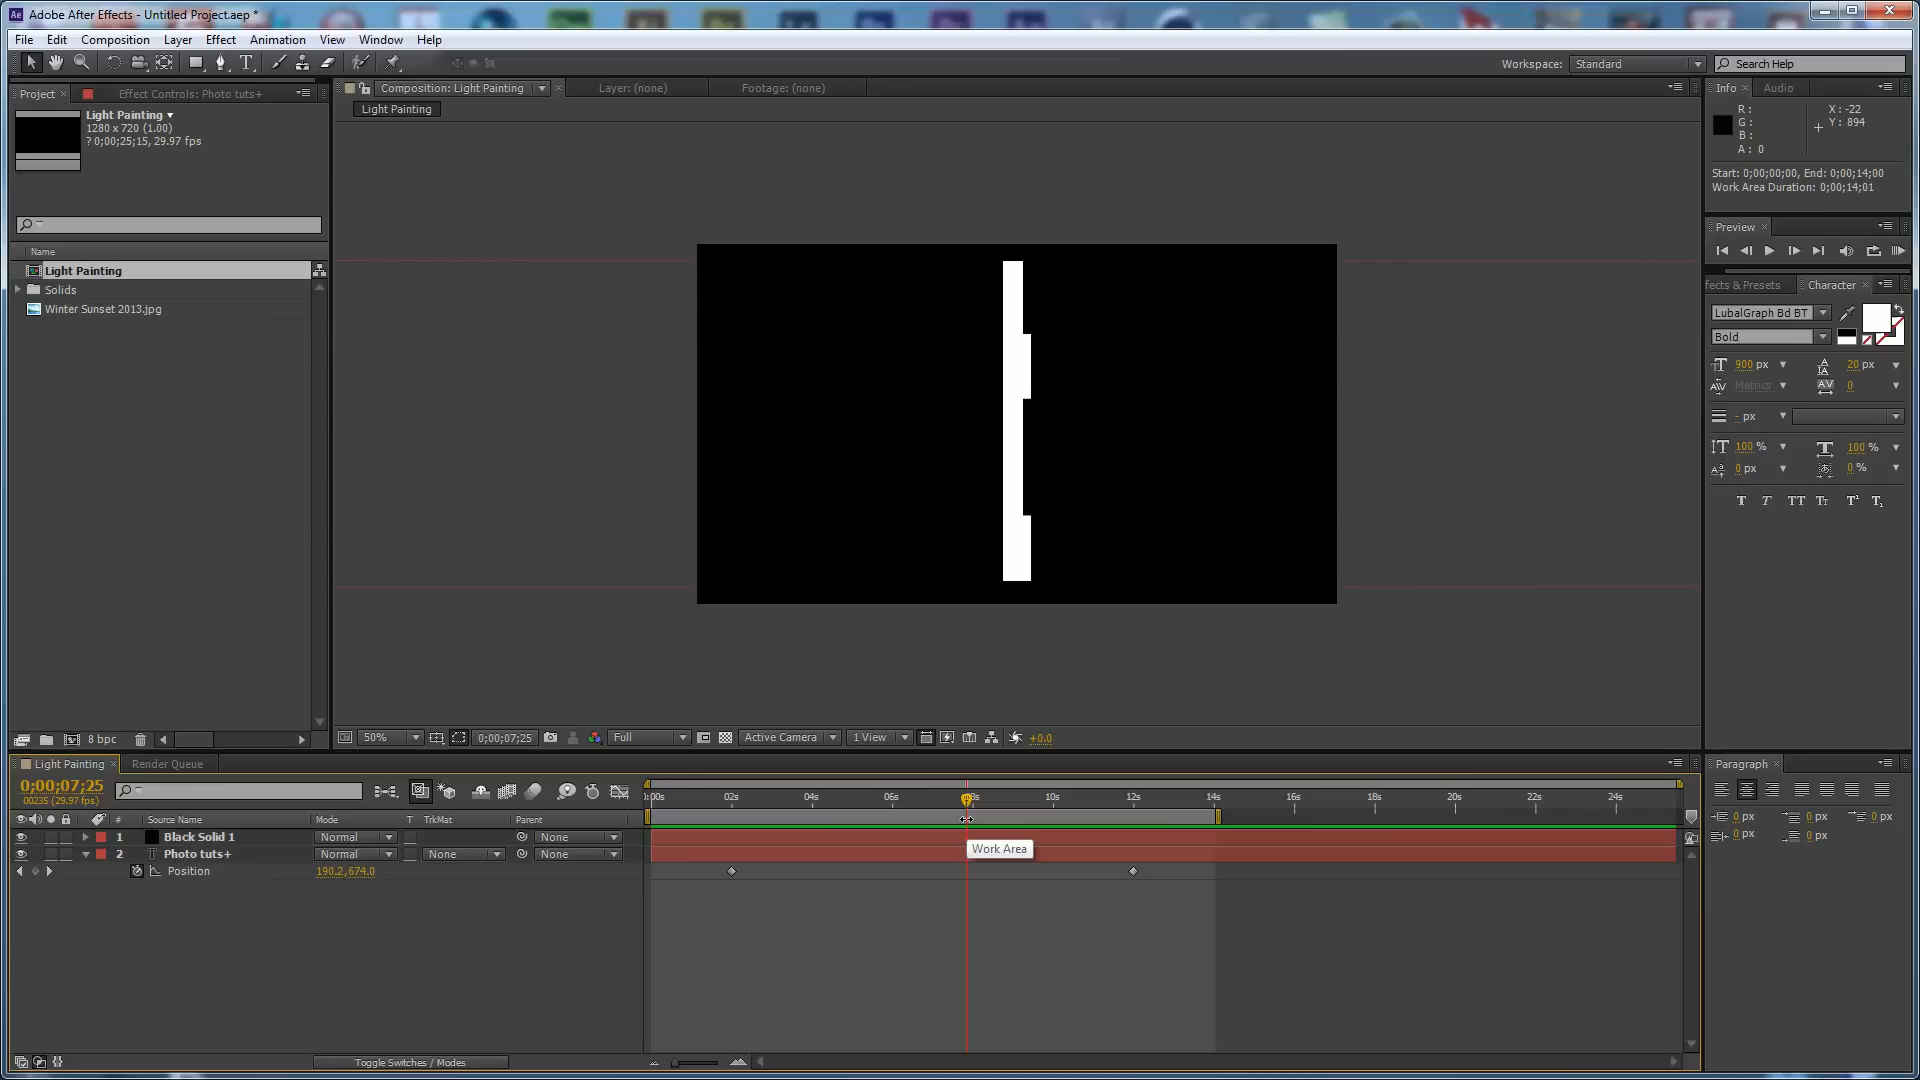 Adobe After Effects - Untitled Project.aep *
File Edit Composition Layer Effect Animation View Window Help
Workspace: Standard Search Help
Project Effect Controls: Photo tuts+
Composition: Light Painting Layer: (none) Footage: (none)
Info Audio
Light Painting
Light Painting
1280 x 720 (1.00)
? 0;00;25;15, 29.97 fps
R :
G :
B :
A : 0
X : -22
Y : 894
Start: 0;00;00;00, End: 0;00;14;00
Work Area Duration: 0;00;14;01
Preview
Name
Light Painting
Solids
Winter Sunset 2013.jpg
fects & Presets Character
LubalGraph Bd BT
Bold
900 px 20 px
Metrics 0
- px
100 % 100 %
0 px 0 %
T T TT Tt T¹ T₁
8 bpc
50% 0;00;07;25 Full Active Camera 1 View +0.0
Light Painting Render Queue
Paragraph
0;00;07;25
00235 (29.97 fps)
:00s 02s 04s 06s 8s 10s 12s 14s 16s 18s 20s 22s 24s
# Source Name Mode T TrkMat Parent
1 Black Solid 1 Normal None
2 T Photo tuts+ Normal None None
Work Area
Position 190.2,674.0
0 px 0 px 0 px
0 px 0 px
Toggle Switches / Modes